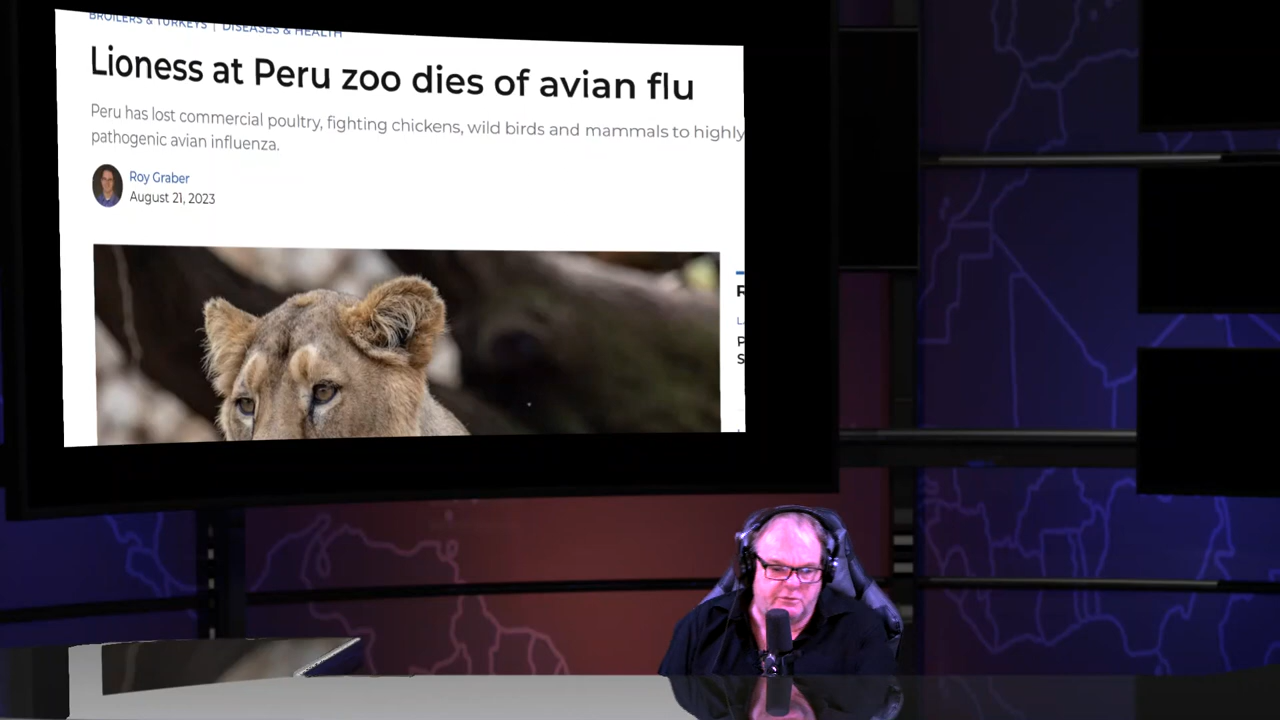 BROILERS & TURKEYS | DISEASES & HEALTH
Lioness at Peru zoo dies of avian flu
Peru has lost commercial poultry, fighting chickens, wild birds and mammals to highly
pathogenic avian influenza.
Roy Graber
August 21, 2023